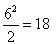 6²/2 = 18